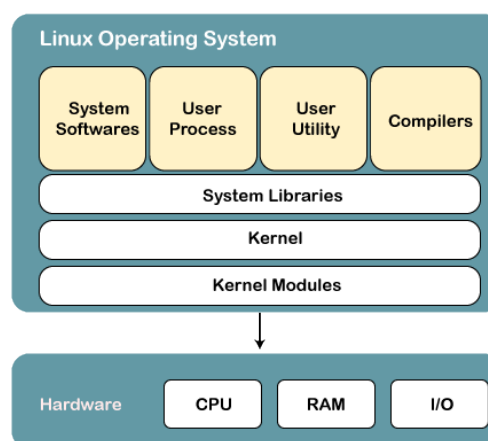 Linux Operating System
System
Softwares
User
Process
User
Utility
Compilers
System Libraries
Kernel
Kernel Modules
Hardware
CPU
RAM
I/O